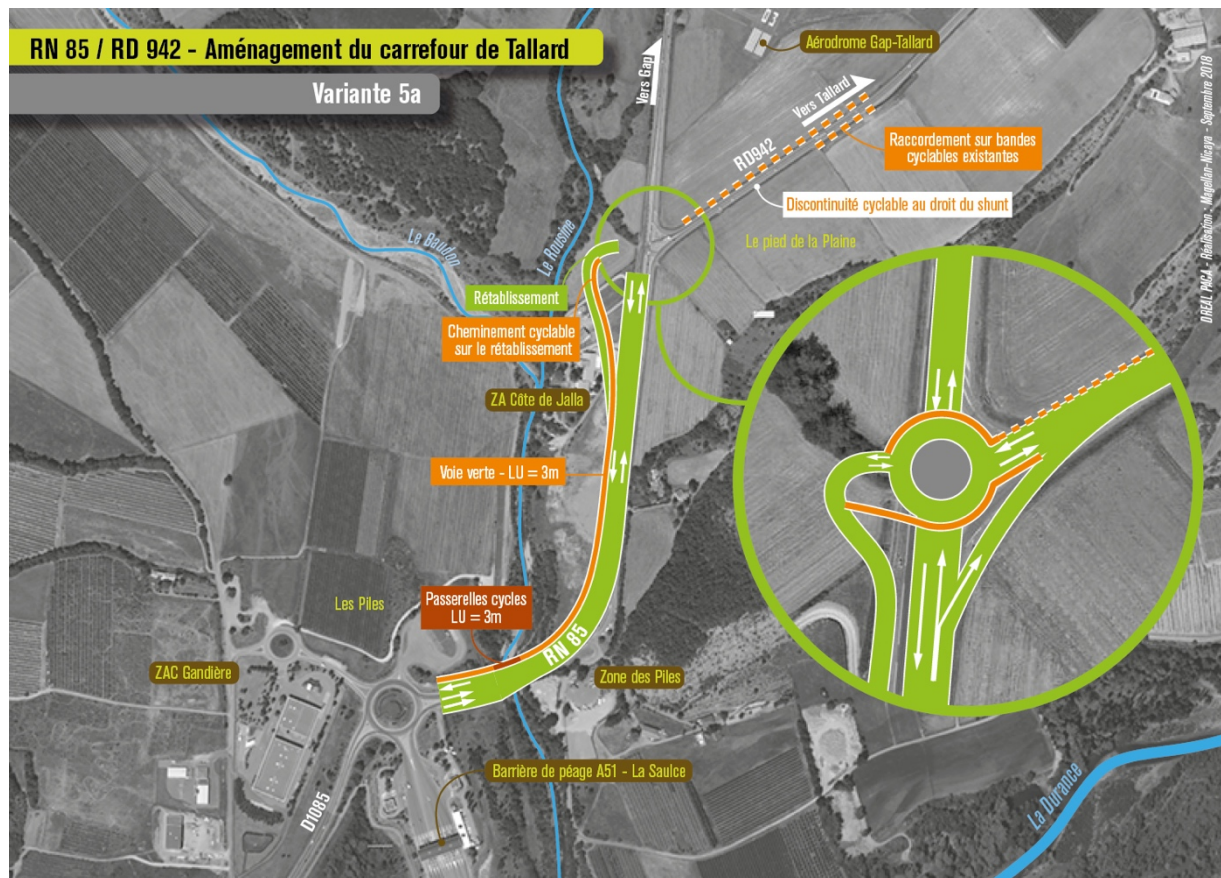 RN 85 / RD 942 - Aménagement du carrefour de Tallard
Variante 5a
Aérodrome Gap-Tallard
Vers Gap
Vers Tallard
RD942
Raccordement sur bandes
cyclables existantes
Discontinuité cyclable au droit du shunt
Le pied de la Plaine
DREAL PACA - Réalisation : Magellan-Nicaya - Septembre 2018
Le Baudon
Le Rousine
Rétablissement
Cheminement cyclable
sur le rétablissement
ZA Côte de Jalla
Voie verte - LU = 3m
Passerelles cycles
LU = 3m
Les Piles
RN 85
ZAC Gandière
Zone des Piles
Barrière de péage A51 - La Saulce
D1085
La Durance